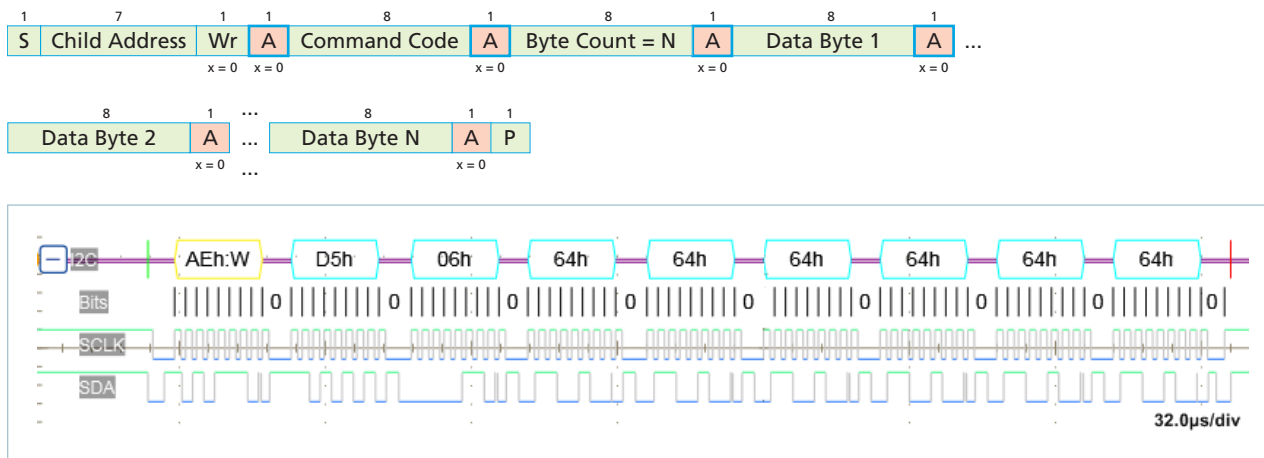 1 7 1 1 8 1 8 1 8 1
S Child Address Wr A Command Code A Byte Count = N A Data Byte 1 A ...
x = 0 x = 0 x = 0 x = 0 x = 0
8 1 ... 8 1 1
Data Byte 2 A ... Data Byte N A P
x = 0 ... x = 0
I2C AEh:W D5h 06h 64h 64h 64h 64h 64h 64h
Bits 0 0 0 0 0 0 0 0 0
SCLK
SDA
32.0µs/div